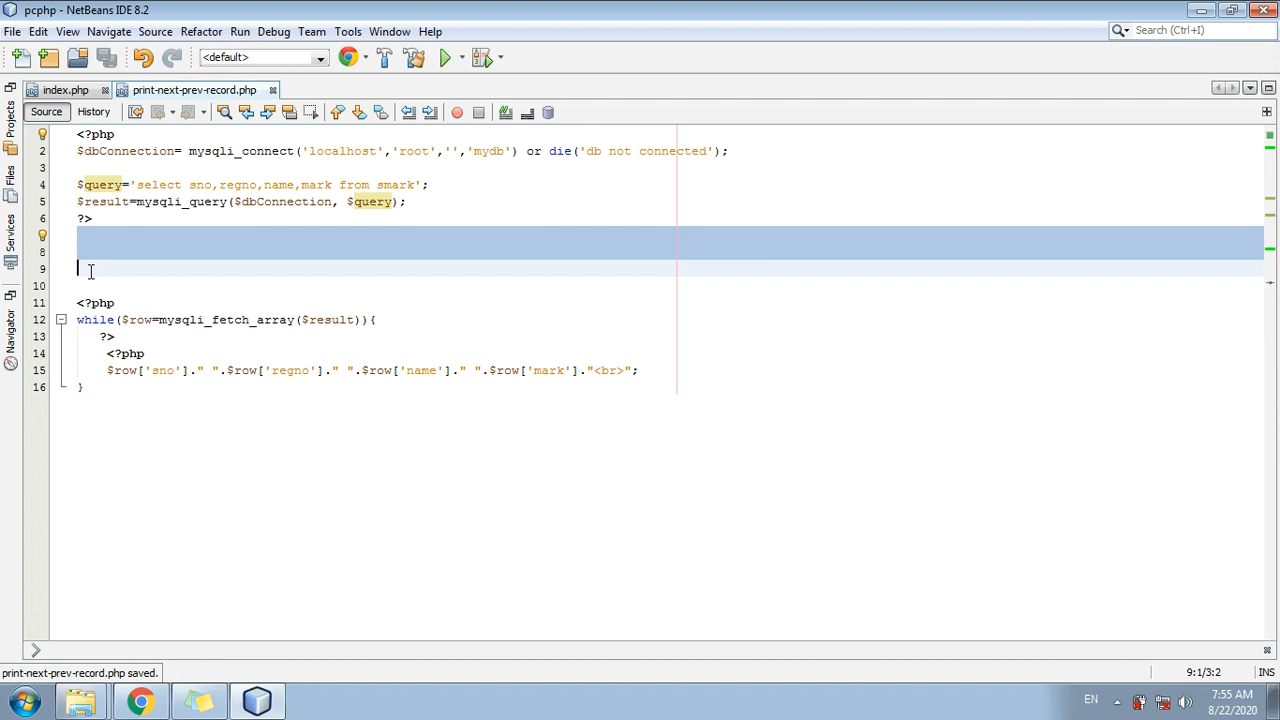 pcphp - NetBeans IDE 8.2
File Edit View Navigate Source Refactor Run Debug Team Tools Window Help
Search (Ctrl+I)
<default>
index.php
print-next-prev-record.php
Source History
Projects
Files
Services
Navigator
1 <?php
2 $dbConnection= mysqli_connect('localhost','root','','mydb') or die('db not connected');
3
4 $query='select sno,regno,name,mark from smark';
5 $result=mysqli_query($dbConnection, $query);
6 ?>
8
9
10
11 <?php
12 while($row=mysqli_fetch_array($result)){
13 ?>
14 <?php
15 $row['sno']." ".$row['regno']." ".$row['name']." ".$row['mark']."<br>";
16 }
print-next-prev-record.php saved.
9:1/3:2
INS
EN
7:55 AM
8/22/2020